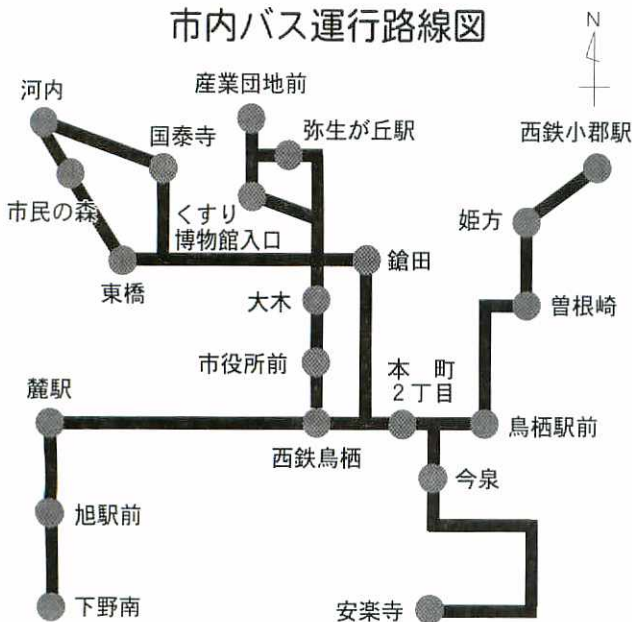 市内バス運行路線図
N
産業団地前
河内
国泰寺
弥生が丘駅
西鉄小郡駅
市民の森
くすり
博物館入口
姫方
東橋
鎗田
大木
曽根崎
市役所前
本町
2丁目
麓駅
西鉄鳥栖
鳥栖駅前
今泉
旭駅前
下野南
安楽寺